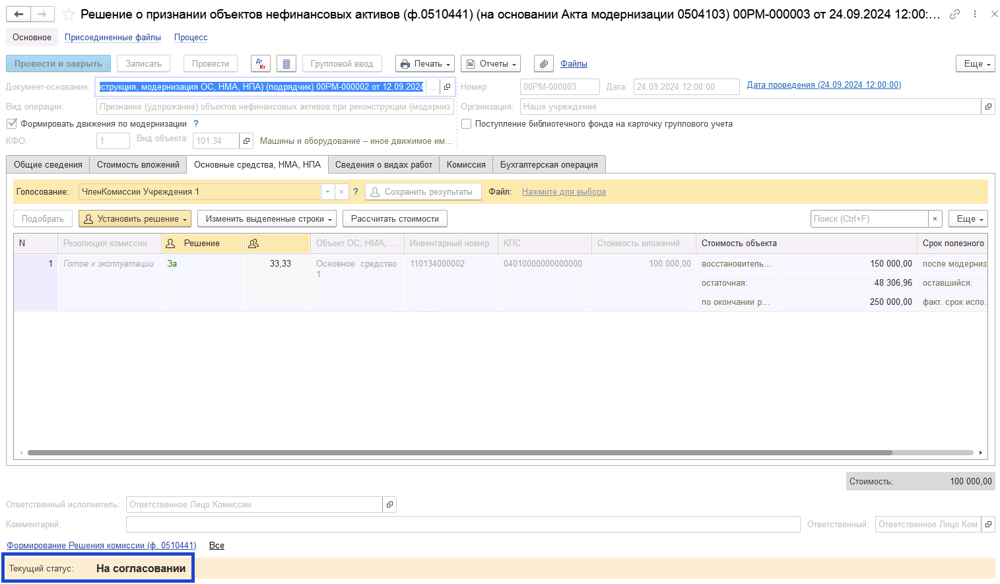 Решение о признании объектов нефинансовых активов (ф.0510441) (на основании Акта модернизации 0504103) 00РМ-000003 от 24.09.2024 12:00:...
Основное Присоединенные файлы Процесс
Провести и закрыть Записать Провести Дт Кт Групповой ввод Печать Отчеты Файлы Еще
Документ-основание: струкция, модернизация ОС, НМА, НПА) (подрядчик) 00РМ-000002 от 12.09.2024 ... Номер: 00РМ-000003 Дата: 24.09.2024 12:00:00 Дата проведения (24.09.2024 12:00:00)
Вид операции: Признание (удорожание) объектов нефинансовых активов при реконструкции (модерниз Организация: Наше учреждение
Формировать движения по модернизации ? Поступление библиотечного фонда на карточку группового учета
КФО: 1 Вид объекта: 101.34 Машины и оборудование – иное движимое им...
Общие сведения Стоимость вложений Основные средства, НМА, НПА Сведения о видах работ Комиссия Бухгалтерская операция
Голосование: ЧленКомиссии Учреждения 1 × ? Сохранить результаты Файл: Нажмите для выбора
Подобрать Установить решение Изменить выделенные строки Рассчитать стоимости Поиск (Ctrl+F) × Еще
N Резолюция комиссии Решение Объект ОС, НМА, ... Инвентарный номер КПС Стоимость вложений Стоимость объекта Срок полезного
1 Готов к эксплуатации За 33,33 Основное средство 110134000002 04010000000000000 100 000,00 восстановитель... 150 000,00 после модерниз
1
остаточная: 48 306,96 оставшийся:
по окончании р... 250 000,00 факт. срок испо.
Стоимость: 100 000,00
Ответственный исполнитель: Ответственное Лицо Комиссии
Комментарий: Ответственный: Ответственное Лицо Ком
Формирование Решения комиссии (ф. 0510441) Все
Текущий статус: На согласовании